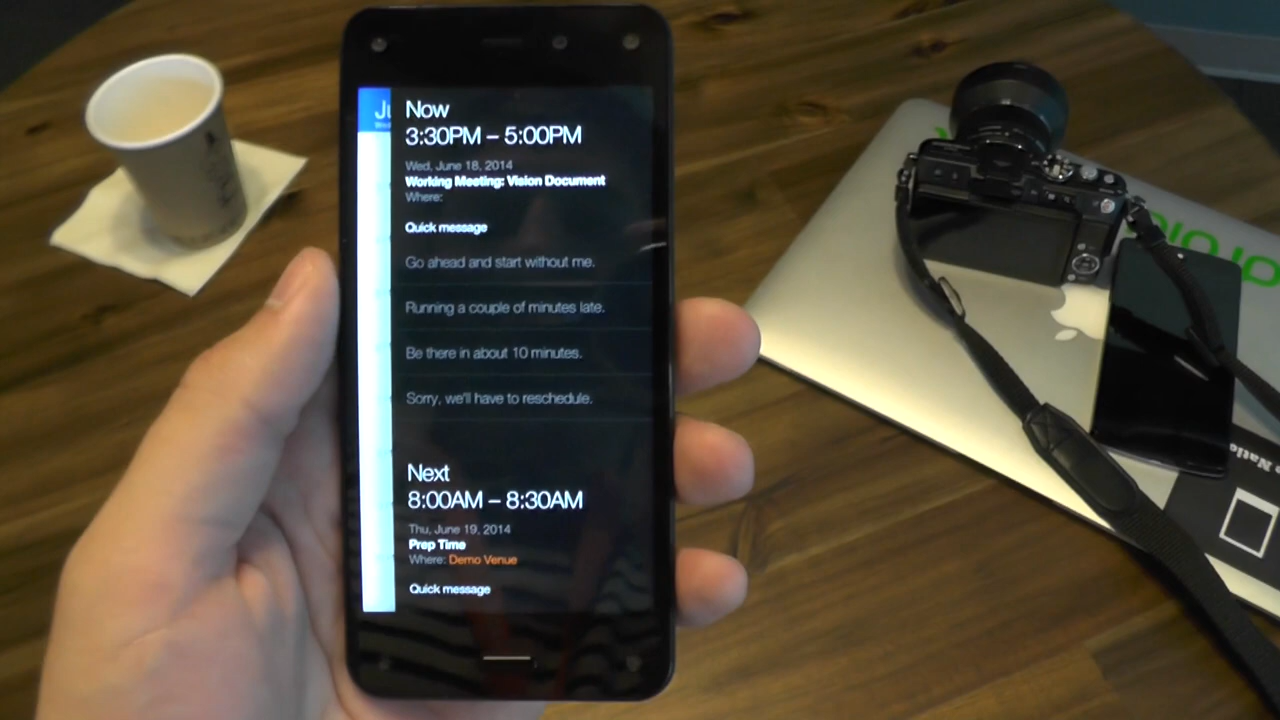 Ju
Now
3:30PM – 5:00PM
Wed, June 18, 2014
Working Meeting: Vision Document
Where:
Quick message
Go ahead and start without me.
Running a couple of minutes late.
Be there in about 10 minutes.
Sorry, we'll have to reschedule.
Next
8:00AM – 8:30AM
Thu, June 19, 2014
Prep Time
Where: Demo Venue
Quick message